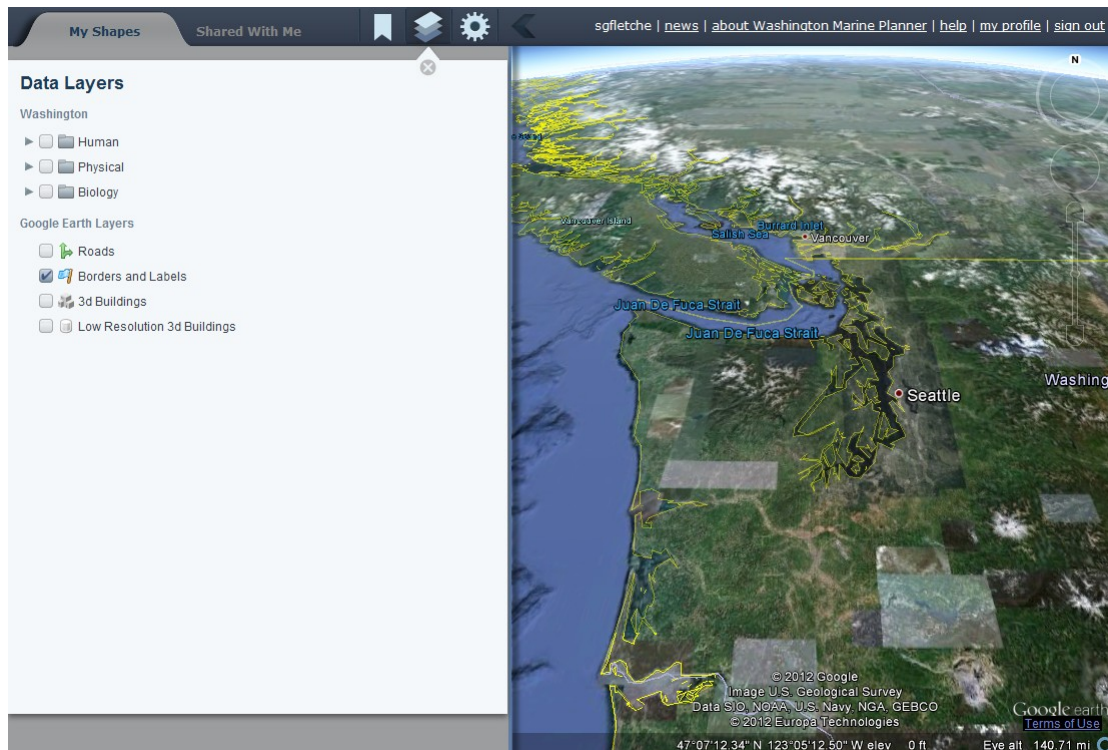 My Shapes
Shared With Me
sgfletche | news | about Washington Marine Planner | help | my profile | sign out
Data Layers
Washington
Human
Physical
Biology
Google Earth Layers
Roads
Borders and Labels
3d Buildings
Low Resolution 3d Buildings
N
Vancouver Island
Burrard Inlet
Salish Sea
Vancouver
Juan De Fuca Strait
Juan De Fuca Strait
Washing
Seattle
© 2012 Google
Image U.S. Geological Survey
Data SIO, NOAA, U.S. Navy, NGA, GEBCO
© 2012 Europa Technologies
Google earth
Terms of Use
47°07'12.34" N 123°05'12.50" W elev 0 ft
Eye alt 140.71 mi